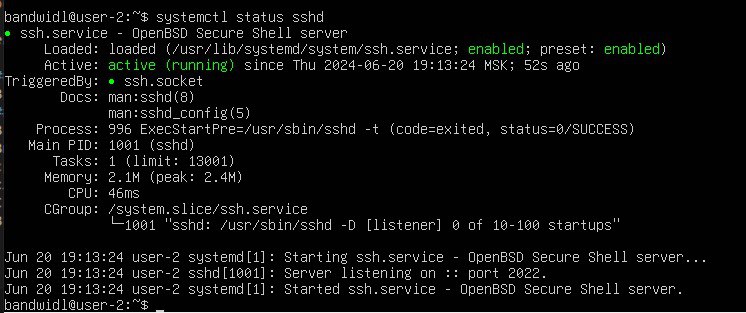 bandwidl@user-2:~$ systemctl status sshd
● ssh.service - OpenBSD Secure Shell server
     Loaded: loaded (/usr/lib/systemd/system/ssh.service; enabled; preset: enabled)
     Active: active (running) since Thu 2024-06-20 19:13:24 MSK; 52s ago
TriggeredBy: ● ssh.socket
       Docs: man:sshd(8)
             man:sshd_config(5)
    Process: 996 ExecStartPre=/usr/sbin/sshd -t (code=exited, status=0/SUCCESS)
   Main PID: 1001 (sshd)
      Tasks: 1 (limit: 13001)
     Memory: 2.1M (peak: 2.4M)
        CPU: 46ms
     CGroup: /system.slice/ssh.service
             └─1001 "sshd: /usr/sbin/sshd -D [listener] 0 of 10-100 startups"

Jun 20 19:13:24 user-2 systemd[1]: Starting ssh.service - OpenBSD Secure Shell server...
Jun 20 19:13:24 user-2 sshd[1001]: Server listening on :: port 2022.
Jun 20 19:13:24 user-2 systemd[1]: Started ssh.service - OpenBSD Secure Shell server.
bandwidl@user-2:~$ _